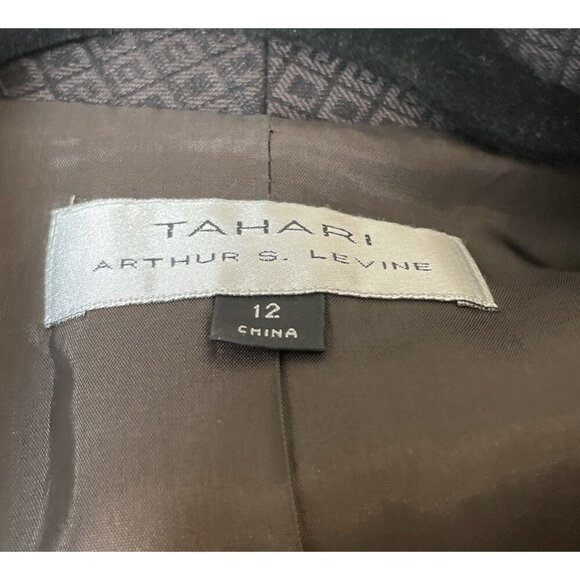 TAHARI
ARTHUR S. LEVINE
12
CHINA